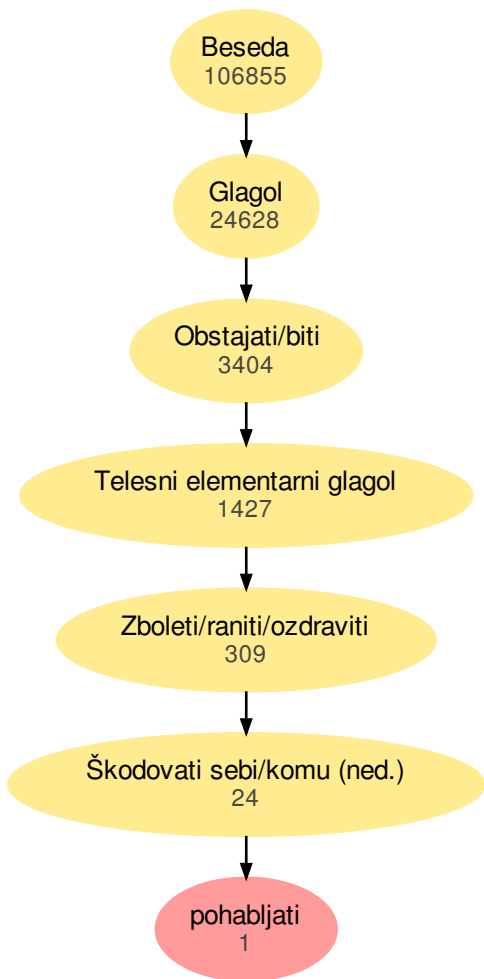 Beseda
106855
Glagol
24628
Obstajati/biti
3404
Telesni elementarni glagol
1427
Zboleti/raniti/ozdraviti
309
Škodovati sebi/komu (ned.)
24
pohabljati
1